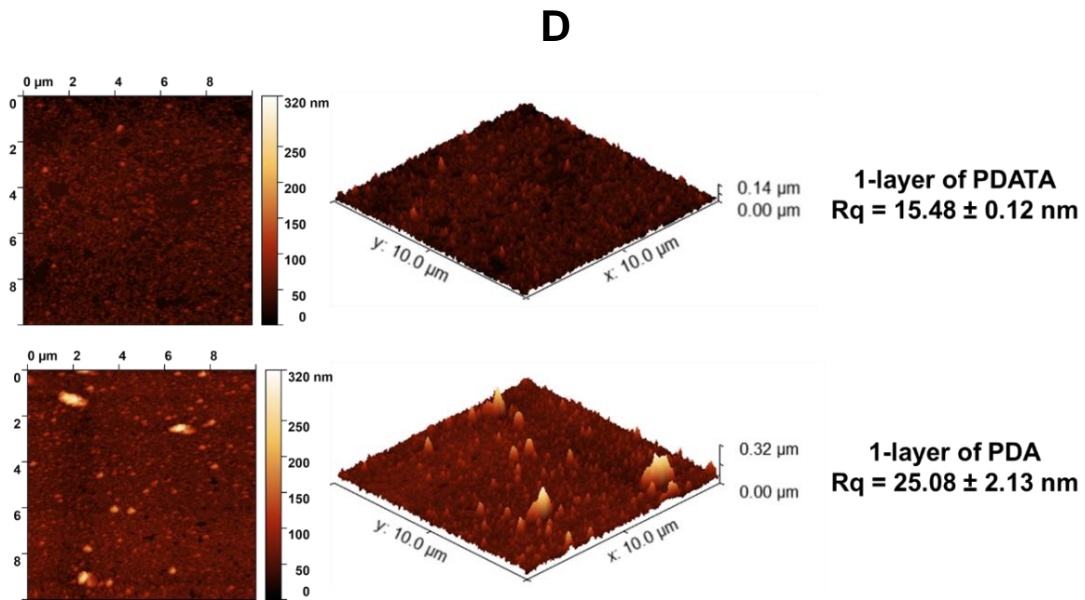 D
0 µm 2 4 6 8
0
2
4
6
8
320 nm
250
200
150
100
50
0
0.14 µm
0.00 µm
y: 10.0 µm
x: 10.0 µm
1-layer of PDATA
Rq = 15.48 ± 0.12 nm
0 µm 2 4 6 8
0
2
4
6
8
320 nm
250
200
150
100
50
0
0.32 µm
0.00 µm
y: 10.0 µm
x: 10.0 µm
1-layer of PDA
Rq = 25.08 ± 2.13 nm